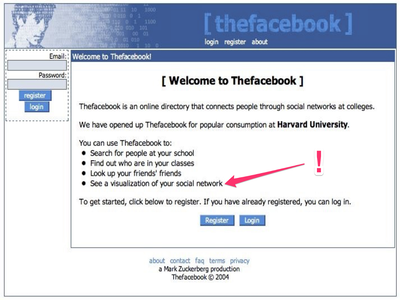 [ thefacebook ]
login register about
Email:
Password:
register
login
Welcome to Thefacebook!
[ Welcome to Thefacebook ]
Thefacebook is an online directory that connects people through social networks at colleges.
We have opened up Thefacebook for popular consumption at Harvard University.
You can use Thefacebook to:
• Search for people at your school
• Find out who are in your classes
• Look up your friends' friends
• See a visualization of your social network
!
To get started, click below to register. If you have already registered, you can log in.
Register Login
about contact faq terms privacy
a Mark Zuckerberg production
Thefacebook © 2004